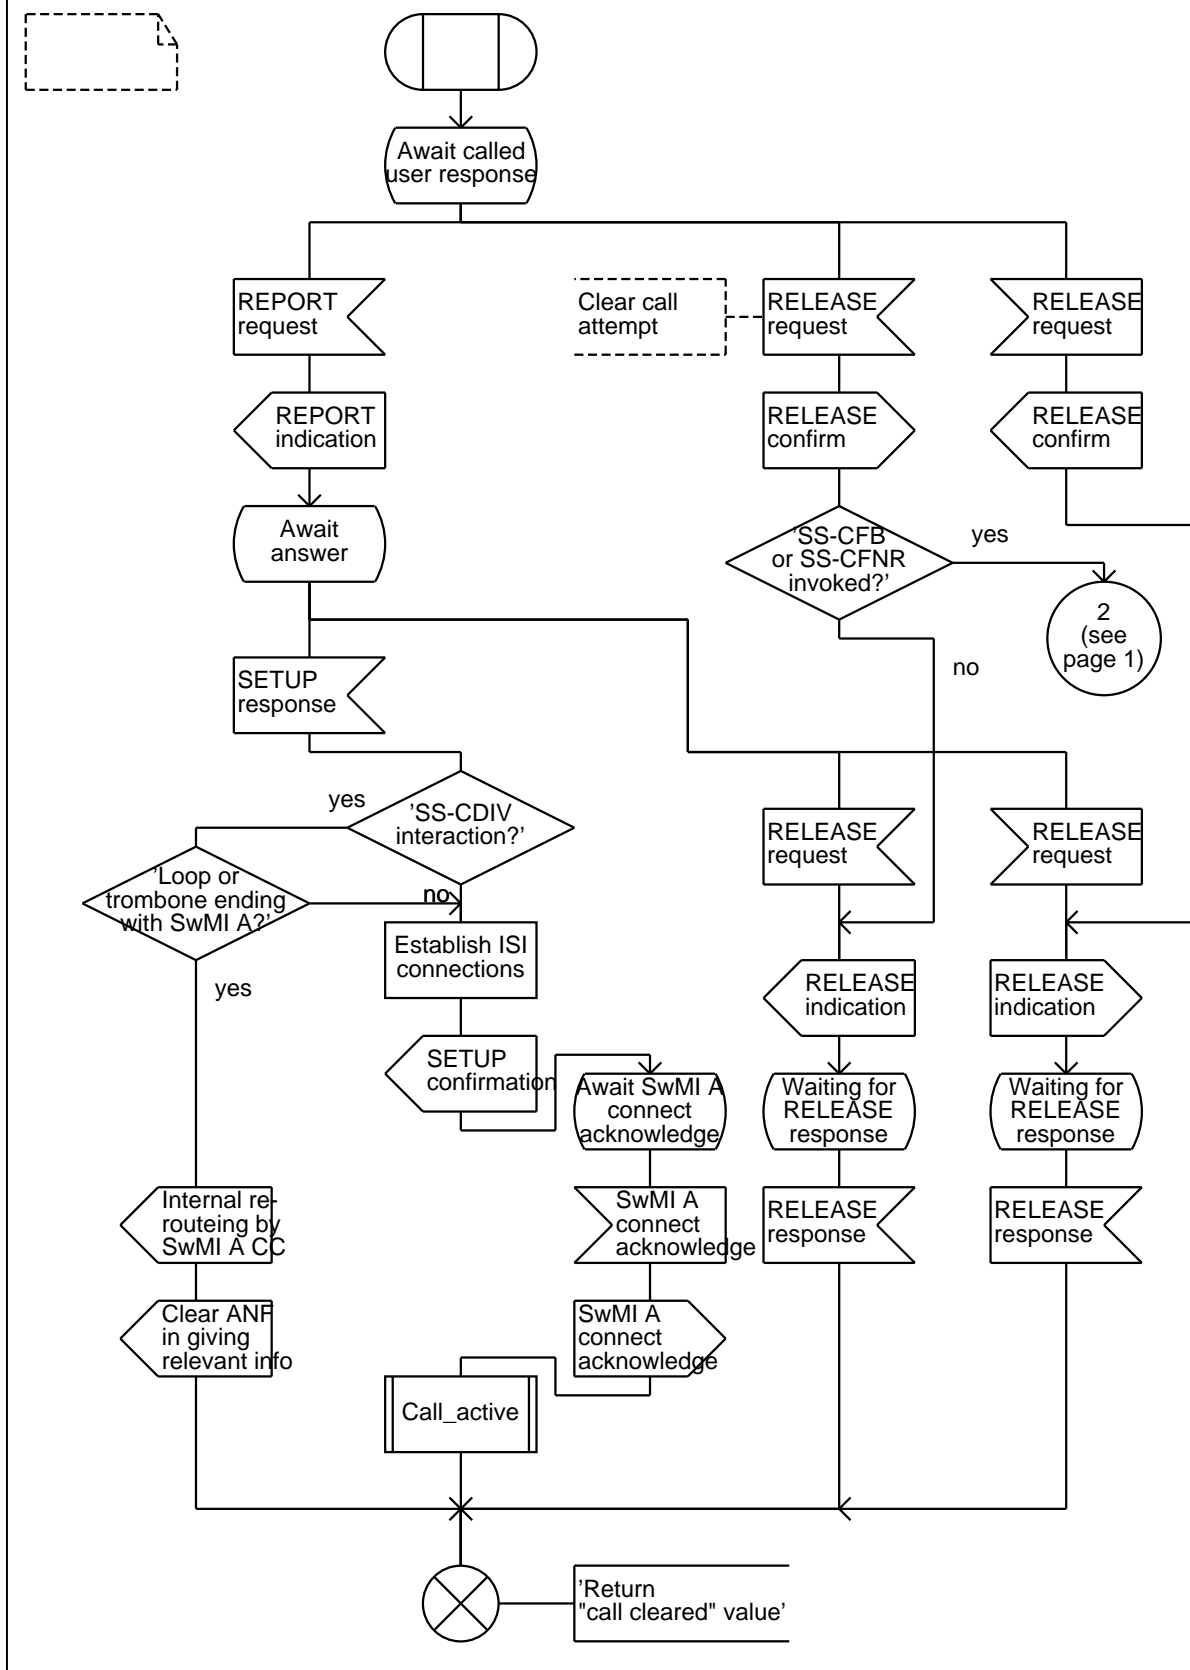 Await called
user response
REPORT
request
Clear call
attempt
RELEASE
request
RELEASE
request
REPORT
indication
RELEASE
confirm
RELEASE
confirm
Await
answer
'SS-CFB
or SS-CFNR
invoked?'
yes
2
(see
page 1)
no
SETUP
response
yes
'SS-CDIV
interaction?'
RELEASE
request
RELEASE
request
'Loop or
trombone ending
with SwMI A?'
no
yes
Establish ISI
connections
RELEASE
indication
RELEASE
indication
SETUP
confirmation
Await SwMI A
connect
acknowledge
Waiting for
RELEASE
response
Waiting for
RELEASE
response
Internal re-
routeing by
SwMI A CC
SwMI A
connect
acknowledge
RELEASE
response
RELEASE
response
Clear ANF
in giving
relevant info
SwMI A
connect
acknowledge
Call_active
'Return
"call cleared" value'